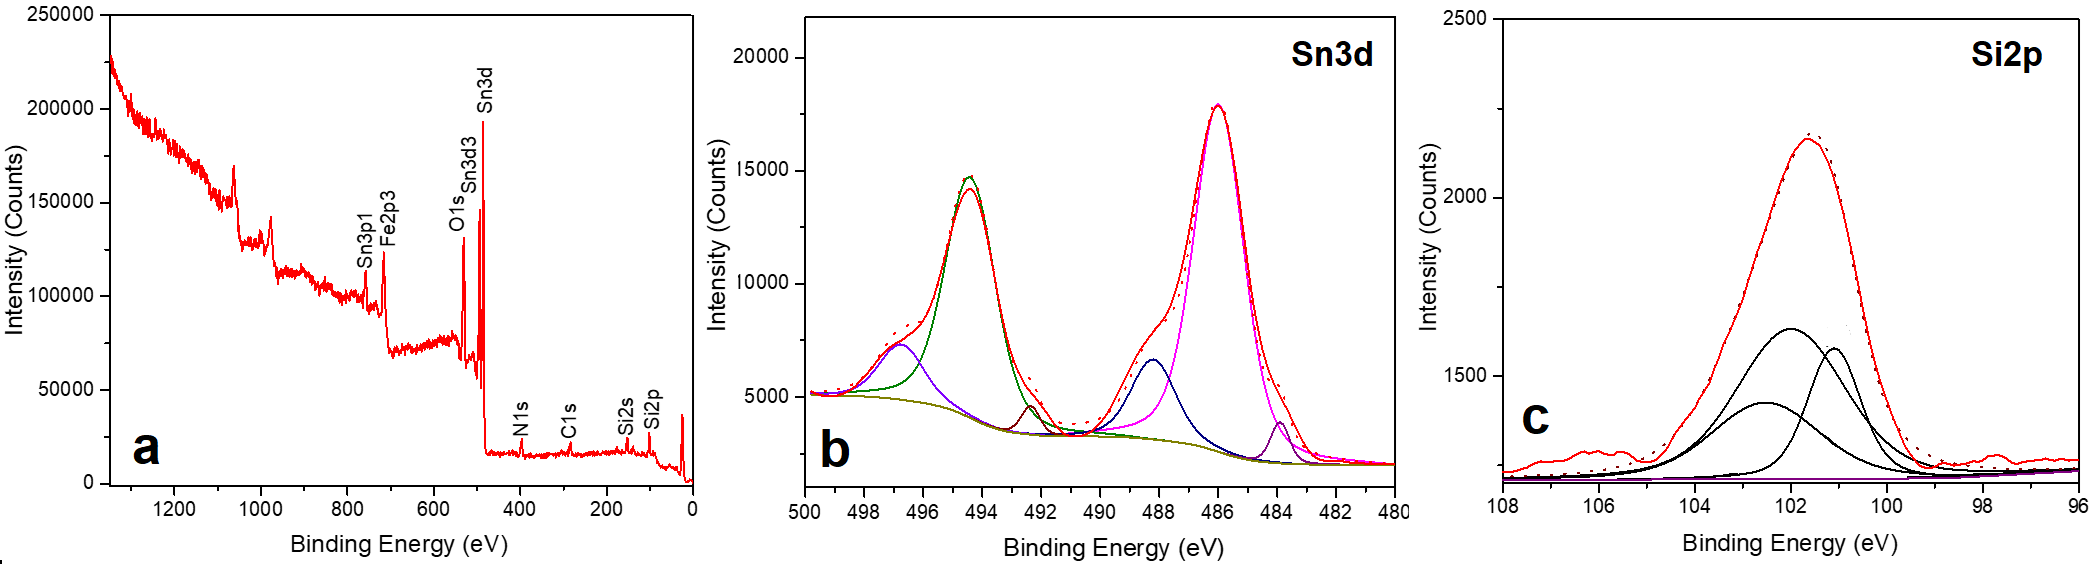 250000
200000
150000
100000
50000
0
1200 1000 800 600 400 200 0
Binding Energy (eV)
Intensity (Counts)
Sn3p1
Fe2p3
O1s
Sn3d3
Sn3d
N1s
C1s
Si2s
Si2p
a
20000
15000
10000
5000
500 498 496 494 492 490 488 486 484 482 480
Binding Energy (eV)
Intensity (Counts)
Sn3d
b
2500
2000
1500
108 106 104 102 100 98 96
Binding Energy (eV)
Intensity (Counts)
Si2p
c